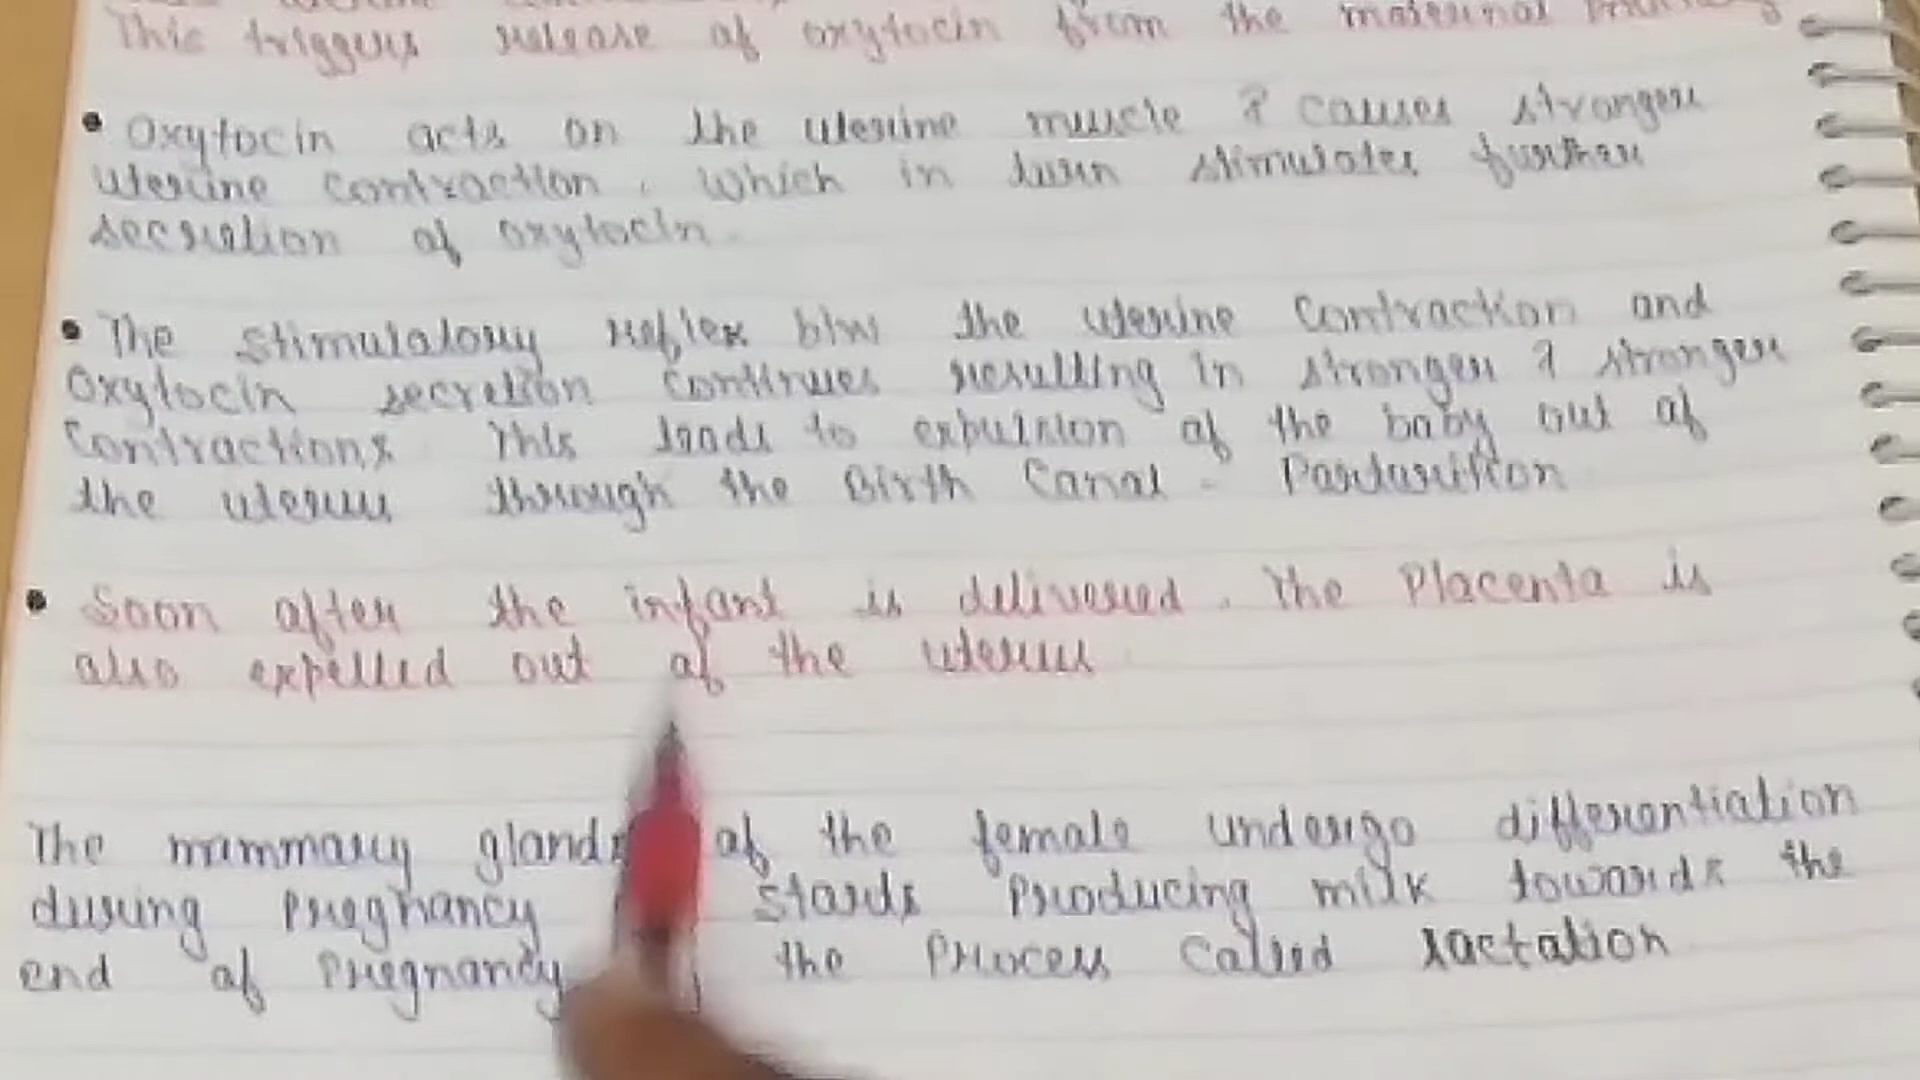 This triggers release of oxytocin from the maternal
• Oxytocin acts on the uterine muscle & causes stronger
uterine contraction, which in turn stimulates further
secretion of oxytocin.
• The stimulatory reflex b/w the uterine contraction and
oxytocin secretion continues resulting in stronger & stronger
contractions. This leads to expulsion of the baby out of
the uterus through the Birth Canal - Parturition
• Soon after the infant is delivered, the Placenta is
also expelled out of the uterus
The mammary glands of the female undergo differentiation
during Pregnancy starts Producing milk towards the
end of Pregnancy the Process called lactation